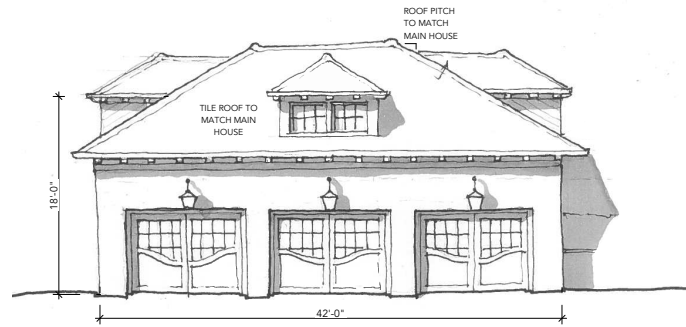 ROOF PITCH
TO MATCH
MAIN HOUSE
TILE ROOF TO
MATCH MAIN
HOUSE
18'-0"
42'-0"